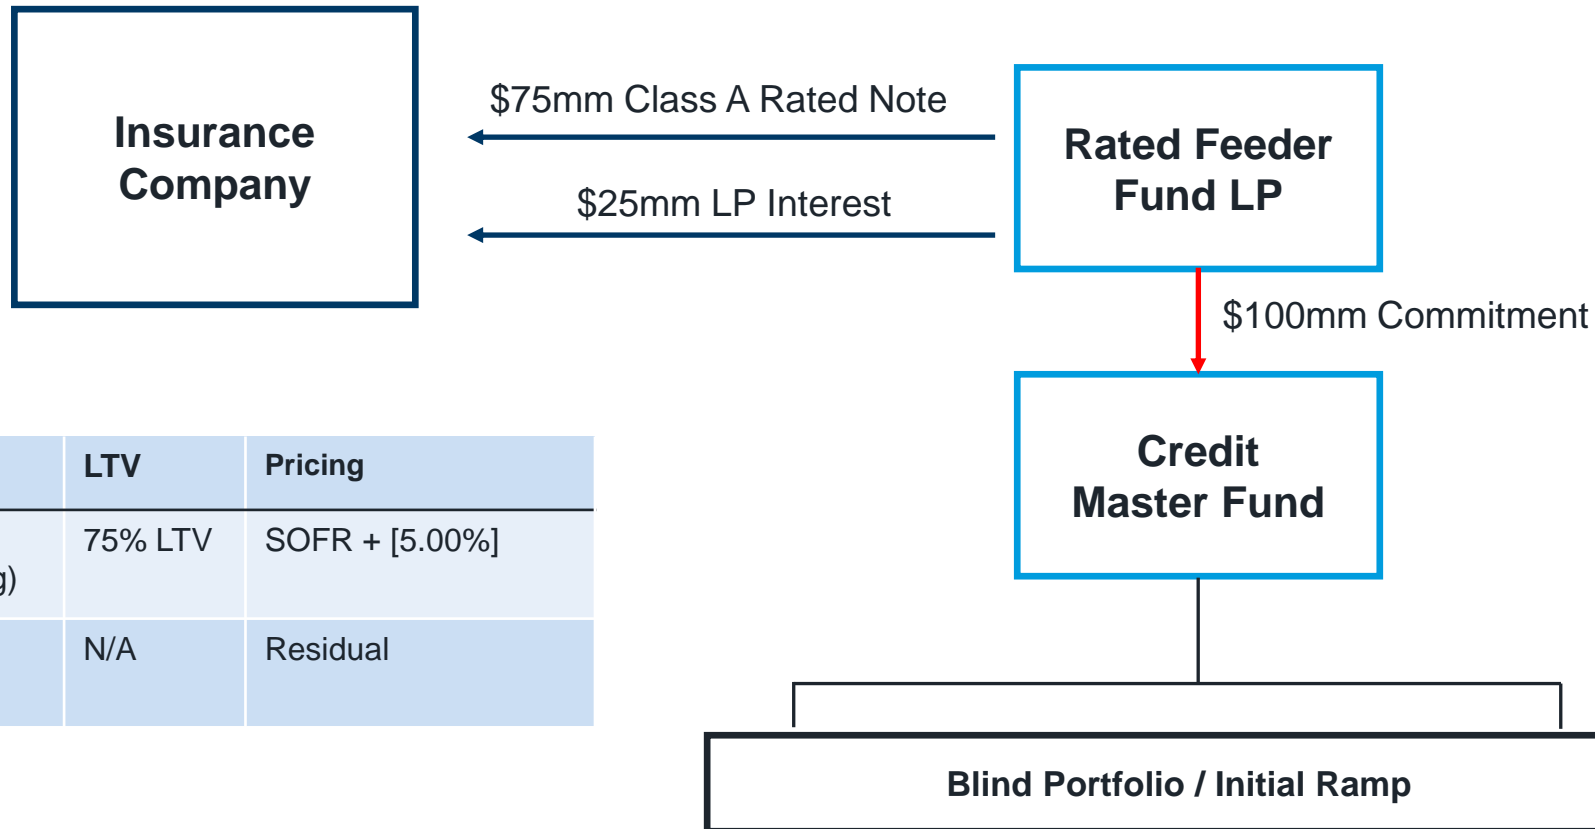 Insurance
Company
$75mm Class A Rated Note
$25mm LP Interest
Rated Feeder
Fund LP
$100mm Commitment
Credit
Master Fund
LTV
Pricing
75% LTV
SOFR + [5.00%]
g)
N/A
Residual
Blind Portfolio / Initial Ramp